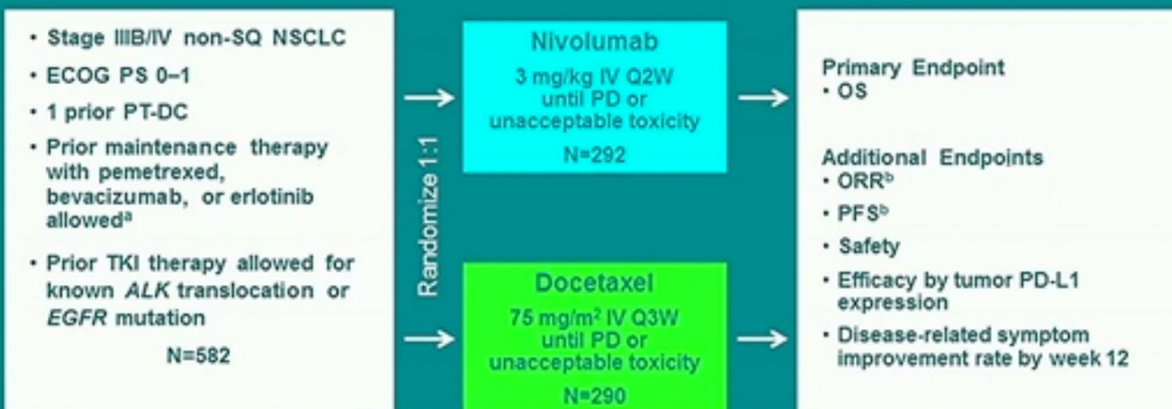 • Stage IIIB/IV non-SQ NSCLC
• ECOG PS 0–1
• 1 prior PT-DC
• Prior maintenance therapy
with pemetrexed,
bevacizumab, or erlotinib
allowedᵃ
• Prior TKI therapy allowed for
known ALK translocation or
EGFR mutation
N=582
Randomize 1:1
Nivolumab
3 mg/kg IV Q2W
until PD or
unacceptable toxicity
N=292
Docetaxel
75 mg/m² IV Q3W
until PD or
unacceptable toxicity
N=290
Primary Endpoint
• OS
Additional Endpoints
• ORRᵇ
• PFSᵇ
• Safety
• Efficacy by tumor PD-L1
expression
• Disease-related symptom
improvement rate by week 12